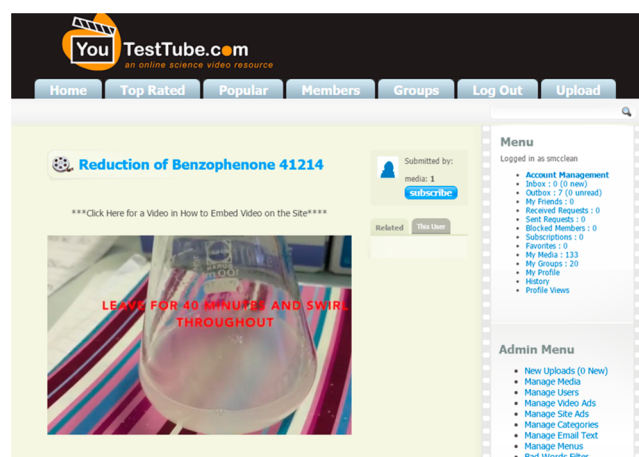 You TestTube.com
an online science video resource
Home Top Rated Popular Members Groups Log Out Upload
Reduction of Benzophenone 41214
Submitted by:
media: 1
subscribe
***Click Here for a Video in How to Embed Video on the Site****
Related This User
LEAVE FOR 40 MINUTES AND SWIRL
THROUGHOUT
Menu
Logged in as smcclean
Account Management
Inbox : 0 (0 new)
Outbox : 7 (0 unread)
My Friends : 0
Received Requests : 0
Sent Requests : 0
Blocked Members : 0
Subscriptions : 0
Favorites : 0
My Media : 133
My Groups : 20
My Profile
History
Profile Views
Admin Menu
New Uploads (0 New)
Manage Media
Manage Users
Manage Video Ads
Manage Site Ads
Manage Categories
Manage Email Text
Manage Menus
Bad Words Filter